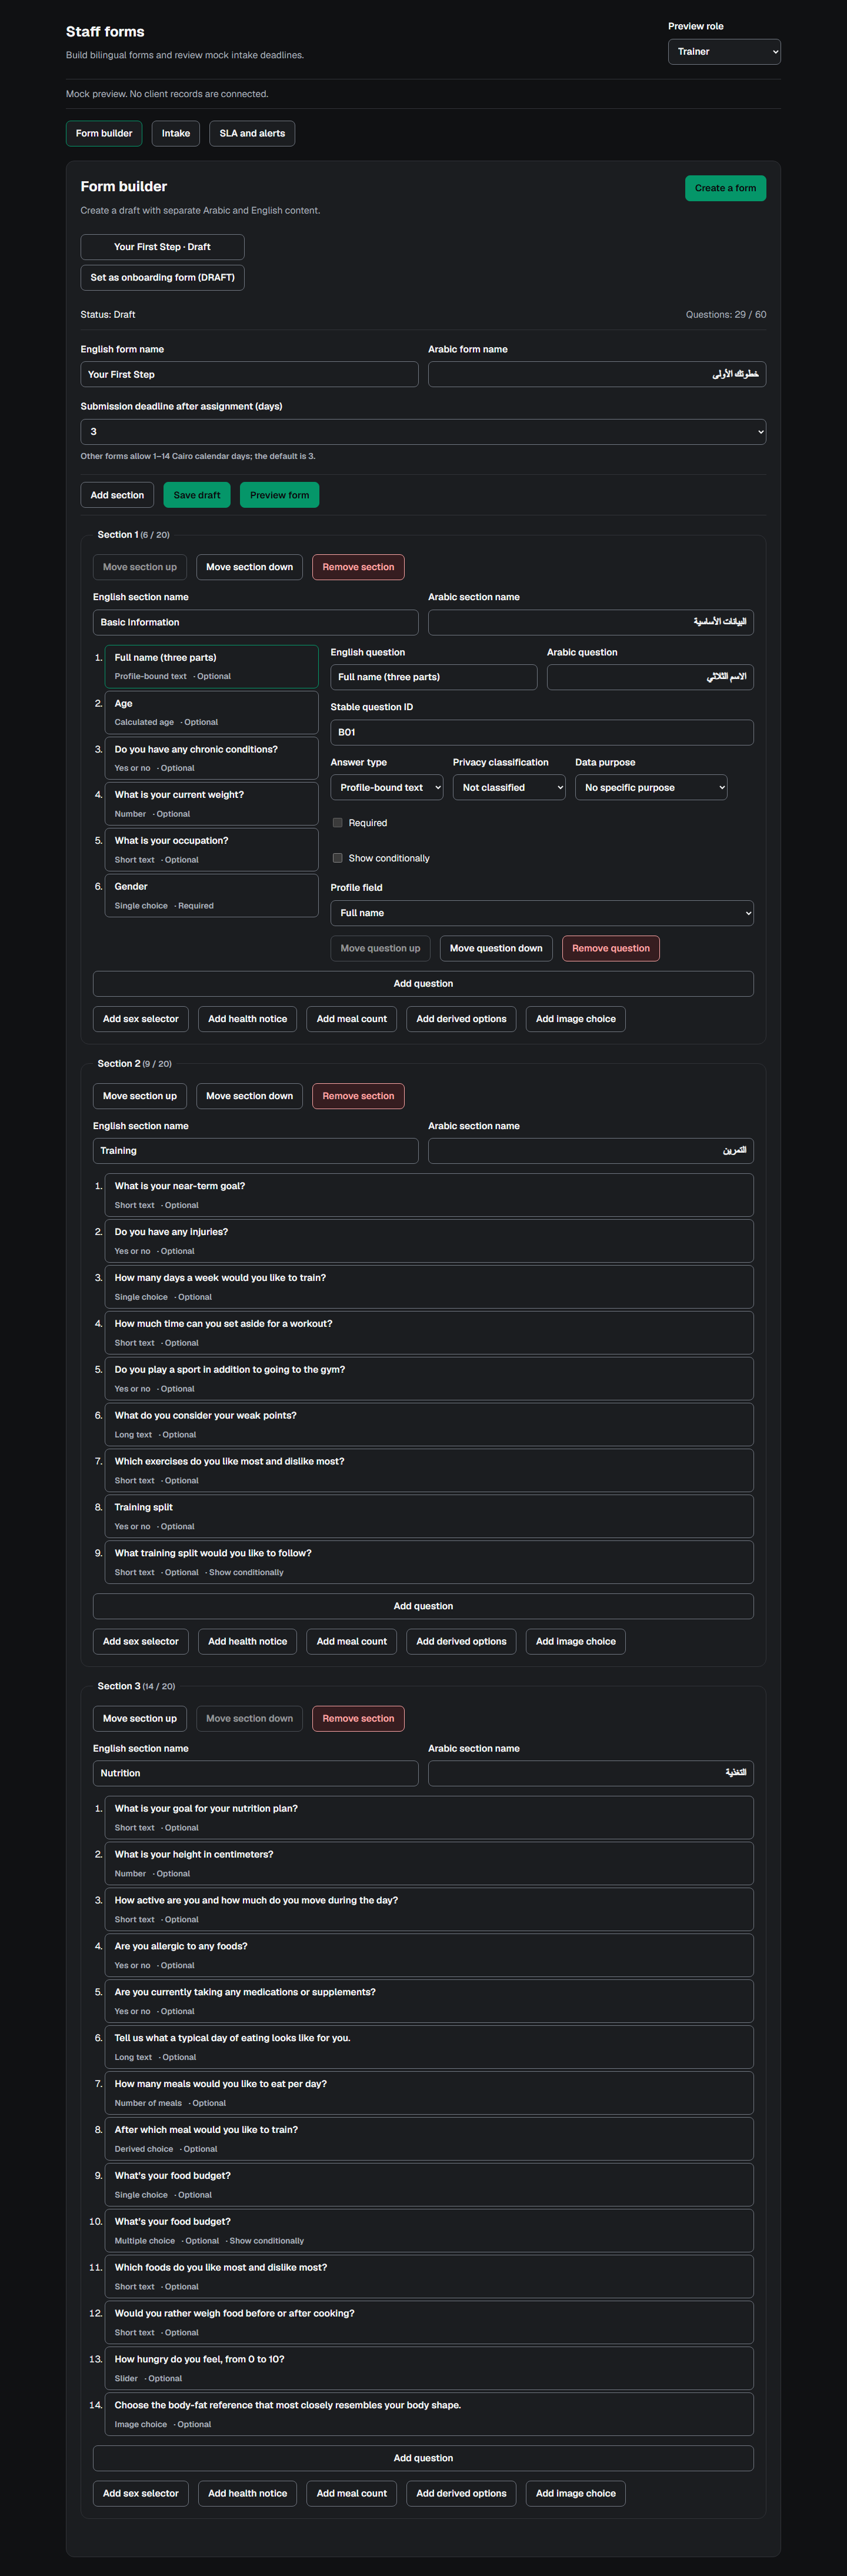 Staff forms
Build bilingual forms and review mock intake deadlines.
Preview role
Trainer
Mock preview. No client records are connected.
Form builder
Intake
SLA and alerts
Form builder
Create a draft with separate Arabic and English content.
Create a form
Your First Step · Draft
Set as onboarding form (DRAFT)
Status: Draft
Questions: 29 / 60
English form name
Arabic form name
Your First Step
خطوتك الأولى
Submission deadline after assignment (days)
3
Other forms allow 1–14 Cairo calendar days; the default is 3.
Add section
Save draft
Preview form
Section 1 (6 / 20)
Move section up
Move section down
Remove section
English section name
Arabic section name
Basic Information
البيانات الأساسية
1. Full name (three parts)
Profile-bound text · Optional
2. Age
Calculated age · Optional
3. Do you have any chronic conditions?
Yes or no · Optional
4. What is your current weight?
Number · Optional
5. What is your occupation?
Short text · Optional
6. Gender
Single choice · Required
English question
Arabic question
Full name (three parts)
الاسم الثلاثي
Stable question ID
B01
Answer type
Privacy classification
Data purpose
Profile-bound text
Not classified
No specific purpose
Required
Show conditionally
Profile field
Full name
Move question up
Move question down
Remove question
Add question
Add sex selector
Add health notice
Add meal count
Add derived options
Add image choice
Section 2 (9 / 20)
Move section up
Move section down
Remove section
English section name
Arabic section name
Training
التمرين
1. What is your near-term goal?
Short text · Optional
2. Do you have any injuries?
Yes or no · Optional
3. How many days a week would you like to train?
Single choice · Optional
4. How much time can you set aside for a workout?
Short text · Optional
5. Do you play a sport in addition to going to the gym?
Yes or no · Optional
6. What do you consider your weak points?
Long text · Optional
7. Which exercises do you like most and dislike most?
Short text · Optional
8. Training split
Yes or no · Optional
9. What training split would you like to follow?
Short text · Optional · Show conditionally
Add question
Add sex selector
Add health notice
Add meal count
Add derived options
Add image choice
Section 3 (14 / 20)
Move section up
Move section down
Remove section
English section name
Arabic section name
Nutrition
التغذية
1. What is your goal for your nutrition plan?
Short text · Optional
2. What is your height in centimeters?
Number · Optional
3. How active are you and how much do you move during the day?
Short text · Optional
4. Are you allergic to any foods?
Yes or no · Optional
5. Are you currently taking any medications or supplements?
Yes or no · Optional
6. Tell us what a typical day of eating looks like for you.
Long text · Optional
7. How many meals would you like to eat per day?
Number of meals · Optional
8. After which meal would you like to train?
Derived choice · Optional
9. What's your food budget?
Single choice · Optional
10. What's your food budget?
Multiple choice · Optional · Show conditionally
11. Which foods do you like most and dislike most?
Short text · Optional
12. Would you rather weigh food before or after cooking?
Short text · Optional
13. How hungry do you feel, from 0 to 10?
Slider · Optional
14. Choose the body-fat reference that most closely resembles your body shape.
Image choice · Optional
Add question
Add sex selector
Add health notice
Add meal count
Add derived options
Add image choice